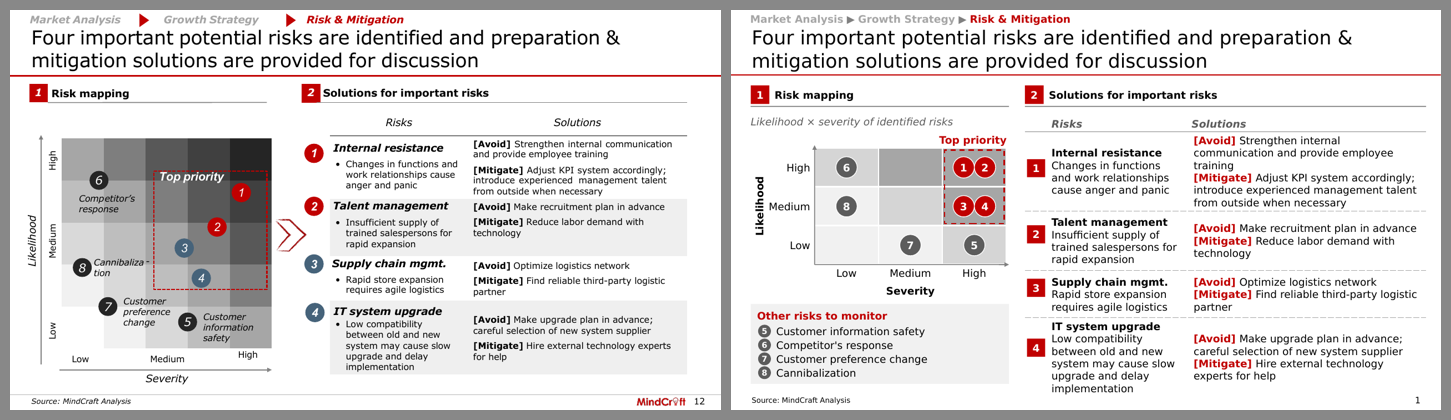 Market Analysis Growth Strategy Risk & Mitigation
Four important potential risks are identified and preparation &
mitigation solutions are provided for discussion
1 Risk mapping
Likelihood
High
Medium
Low
Top priority
6
Competitor's
response
1
2
3
4
8 Cannibaliza-
tion
7 Customer
preference
change
5 Customer
information
safety
Low Medium High
Severity
2 Solutions for important risks
Risks Solutions
1 Internal resistance
• Changes in functions and
work relationships cause
anger and panic
[Avoid] Strengthen internal communication
and provide employee training
[Mitigate] Adjust KPI system accordingly;
introduce experienced management talent
from outside when necessary
2 Talent management
• Insufficient supply of
trained salespersons for
rapid expansion
[Avoid] Make recruitment plan in advance
[Mitigate] Reduce labor demand with
technology
3 Supply chain mgmt.
• Rapid store expansion
requires agile logistics
[Avoid] Optimize logistics network
[Mitigate] Find reliable third-party logistic
partner
4 IT system upgrade
• Low compatibility
between old and new
system may cause slow
upgrade and delay
implementation
[Avoid] Make upgrade plan in advance;
careful selection of new system supplier
[Mitigate] Hire external technology experts
for help
Source: MindCraft Analysis
MindCraft 12
Market Analysis ▶ Growth Strategy ▶ Risk & Mitigation
Four important potential risks are identified and preparation &
mitigation solutions are provided for discussion
1 Risk mapping
Likelihood × severity of identified risks
Top priority
Likelihood
High 6 1 2
Medium 8 3 4
Low 7 5
Low Medium High
Severity
Other risks to monitor
5 Customer information safety
6 Competitor's response
7 Customer preference change
8 Cannibalization
2 Solutions for important risks
Risks Solutions
1 Internal resistance
Changes in functions
and work relationships
cause anger and panic
[Avoid] Strengthen internal
communication and provide employee
training
[Mitigate] Adjust KPI system accordingly;
introduce experienced management talent
from outside when necessary
2 Talent management
Insufficient supply of
trained salespersons for
rapid expansion
[Avoid] Make recruitment plan in advance
[Mitigate] Reduce labor demand with
technology
3 Supply chain mgmt.
Rapid store expansion
requires agile logistics
[Avoid] Optimize logistics network
[Mitigate] Find reliable third-party logistic
partner
4 IT system upgrade
Low compatibility
between old and new
system may cause slow
upgrade and delay
implementation
[Avoid] Make upgrade plan in advance;
careful selection of new system supplier
[Mitigate] Hire external technology
experts for help
Source: MindCraft Analysis
1